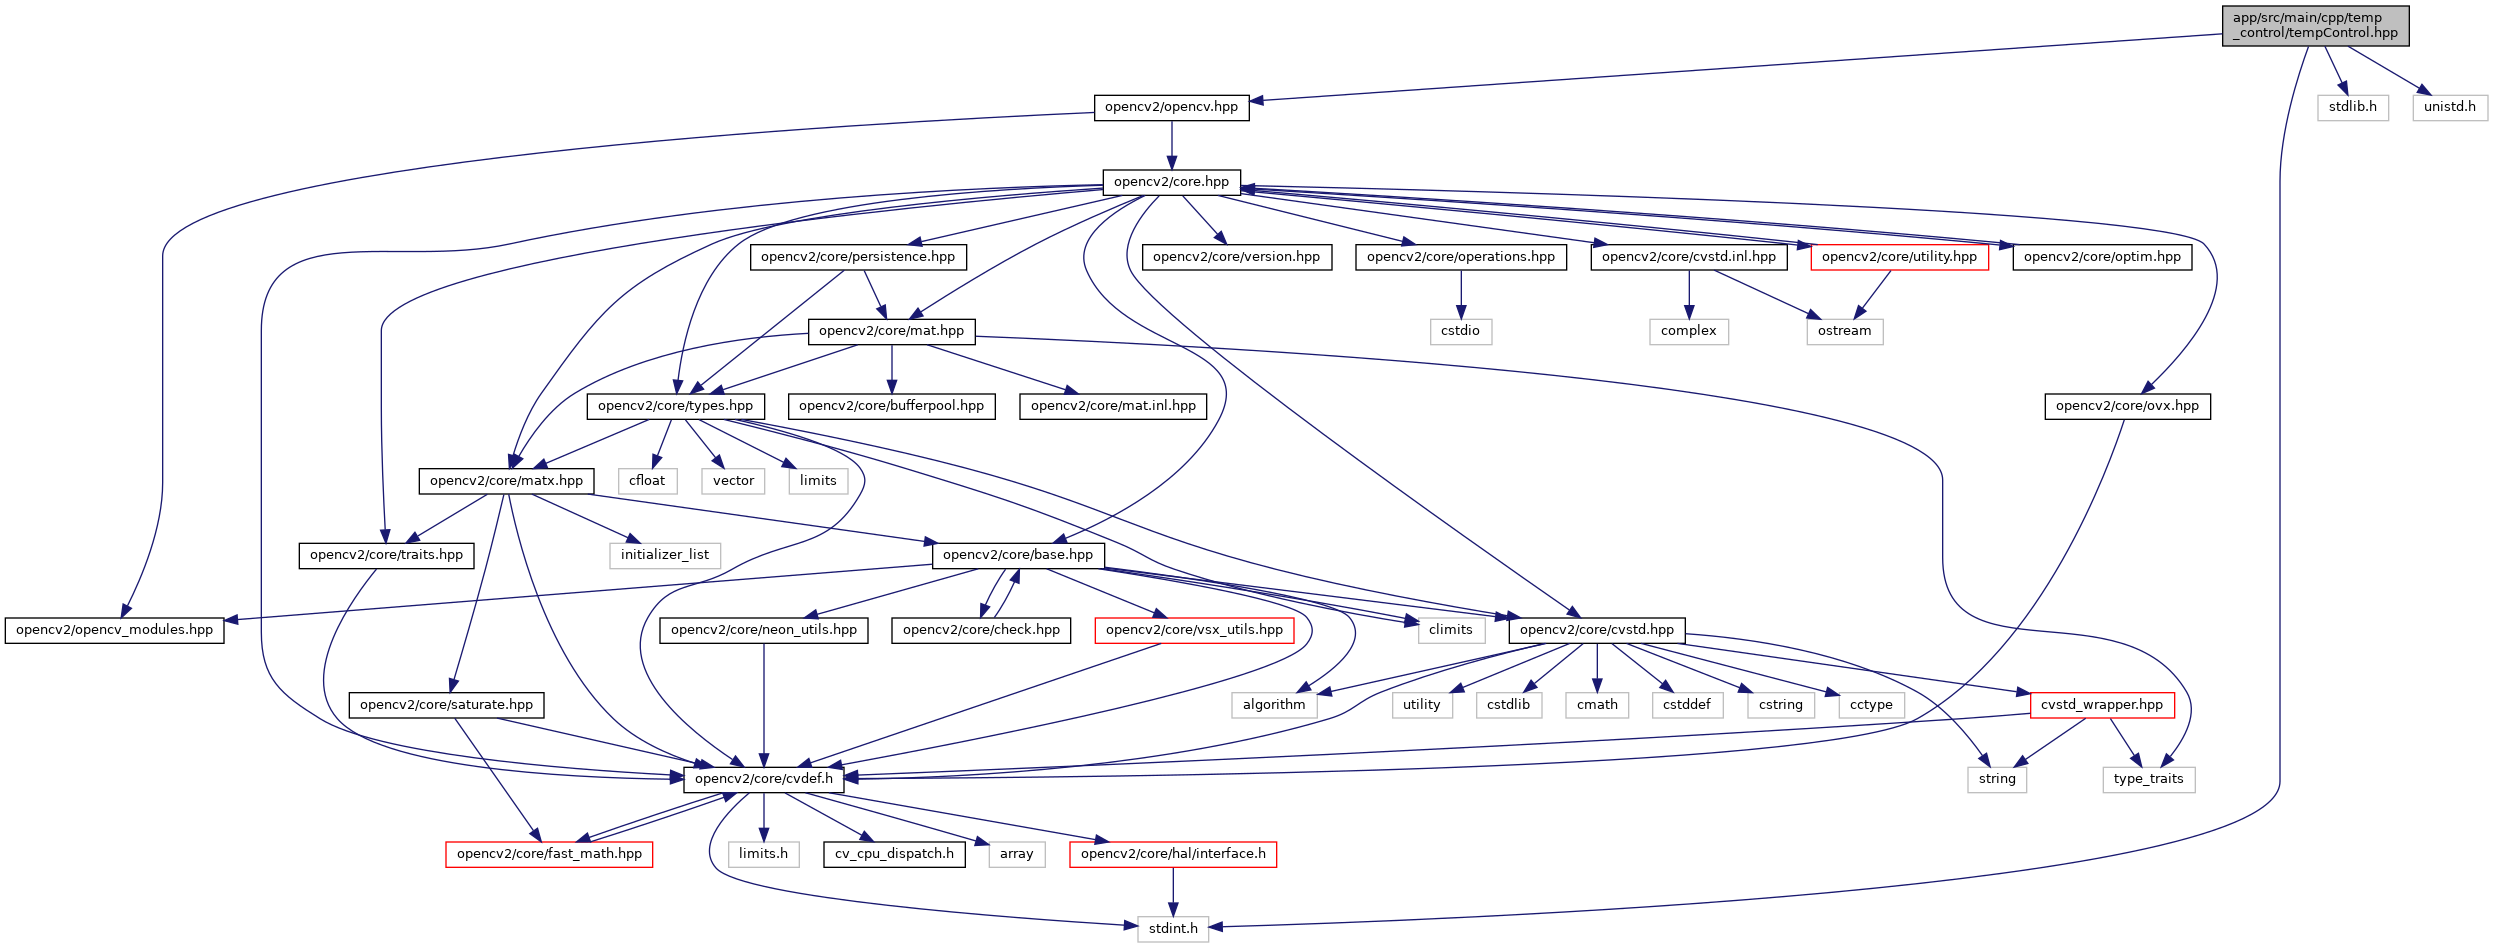 app/src/main/cpp/temp
_control/tempControl.hpp
opencv2/opencv.hpp
stdlib.h
unistd.h
opencv2/core.hpp
opencv2/core/persistence.hpp
opencv2/core/version.hpp
opencv2/core/operations.hpp
opencv2/core/cvstd.inl.hpp
opencv2/core/utility.hpp
opencv2/core/optim.hpp
opencv2/core/mat.hpp
cstdio
complex
ostream
opencv2/core/types.hpp
opencv2/core/bufferpool.hpp
opencv2/core/mat.inl.hpp
opencv2/core/ovx.hpp
opencv2/core/matx.hpp
cfloat
vector
limits
opencv2/core/traits.hpp
initializer_list
opencv2/core/base.hpp
opencv2/opencv_modules.hpp
opencv2/core/neon_utils.hpp
opencv2/core/check.hpp
opencv2/core/vsx_utils.hpp
climits
opencv2/core/cvstd.hpp
opencv2/core/saturate.hpp
algorithm
utility
cstdlib
cmath
cstddef
cstring
cctype
cvstd_wrapper.hpp
opencv2/core/cvdef.h
string
type_traits
opencv2/core/fast_math.hpp
limits.h
cv_cpu_dispatch.h
array
opencv2/core/hal/interface.h
stdint.h